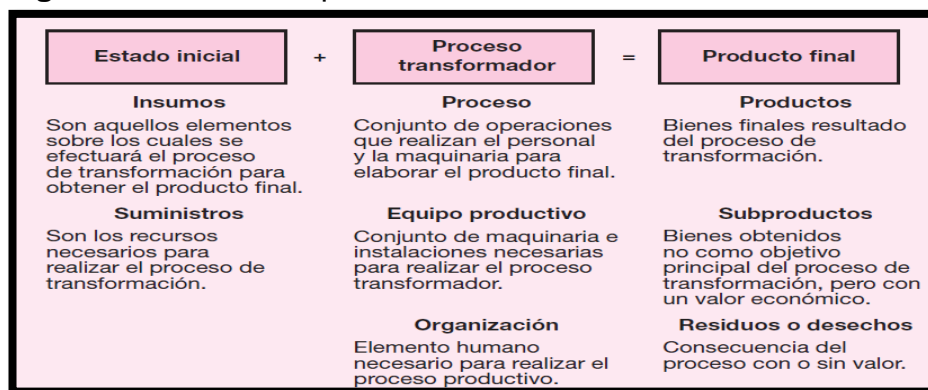 Estado inicial
+
Proceso
transformador
=
Producto final
Insumos
Son aquellos elementos
sobre los cuales se
efectuará el proceso
de transformación para
obtener el producto final.
Suministros
Son los recursos
necesarios para
realizar el proceso de
transformación.
Proceso
Conjunto de operaciones
que realizan el personal
y la maquinaria para
elaborar el producto final.
Equipo productivo
Conjunto de maquinaria e
instalaciones necesarias
para realizar el proceso
transformador.
Organización
Elemento humano
necesario para realizar el
proceso productivo.
Productos
Bienes finales resultado
del proceso de
transformación.
Subproductos
Bienes obtenidos
no como objetivo
principal del proceso de
transformación, pero con
un valor económico.
Residuos o desechos
Consecuencia del
proceso con o sin valor.